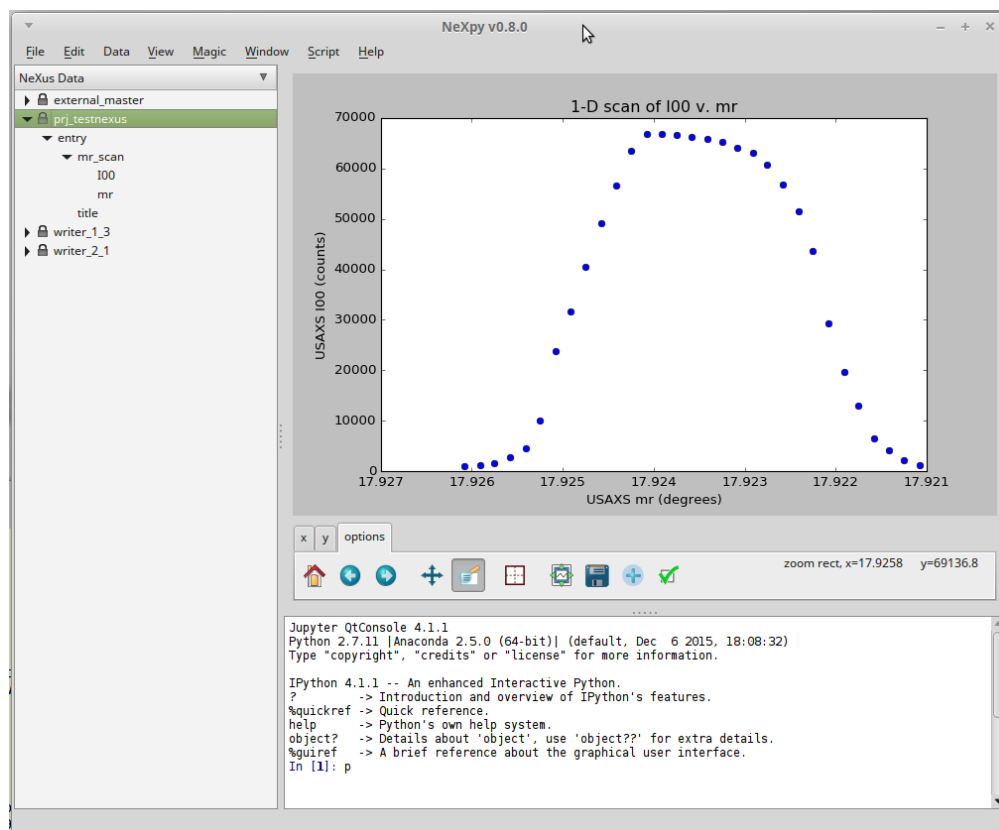 NeXpy v0.8.0
File Edit Data View Magic Window Script Help
NeXus Data
external_master
prj_testnexus
entry
mr_scan
I00
mr
title
writer_1_3
writer_2_1
1-D scan of I00 v. mr
70000
60000
50000
40000
30000
20000
10000
0
USAXS I00 (counts)
17.927 17.926 17.925 17.924 17.923 17.922 17.921
USAXS mr (degrees)
x y options
zoom rect, x=17.9258 y=69136.8
Jupyter QtConsole 4.1.1
Python 2.7.11 |Anaconda 2.5.0 (64-bit)| (default, Dec  6 2015, 18:08:32)
Type "copyright", "credits" or "license" for more information.
IPython 4.1.1 -- An enhanced Interactive Python.
?         -> Introduction and overview of IPython's features.
%quickref -> Quick reference.
help      -> Python's own help system.
object?   -> Details about 'object', use 'object??' for extra details.
%guiref   -> A brief reference about the graphical user interface.
In [1]: p